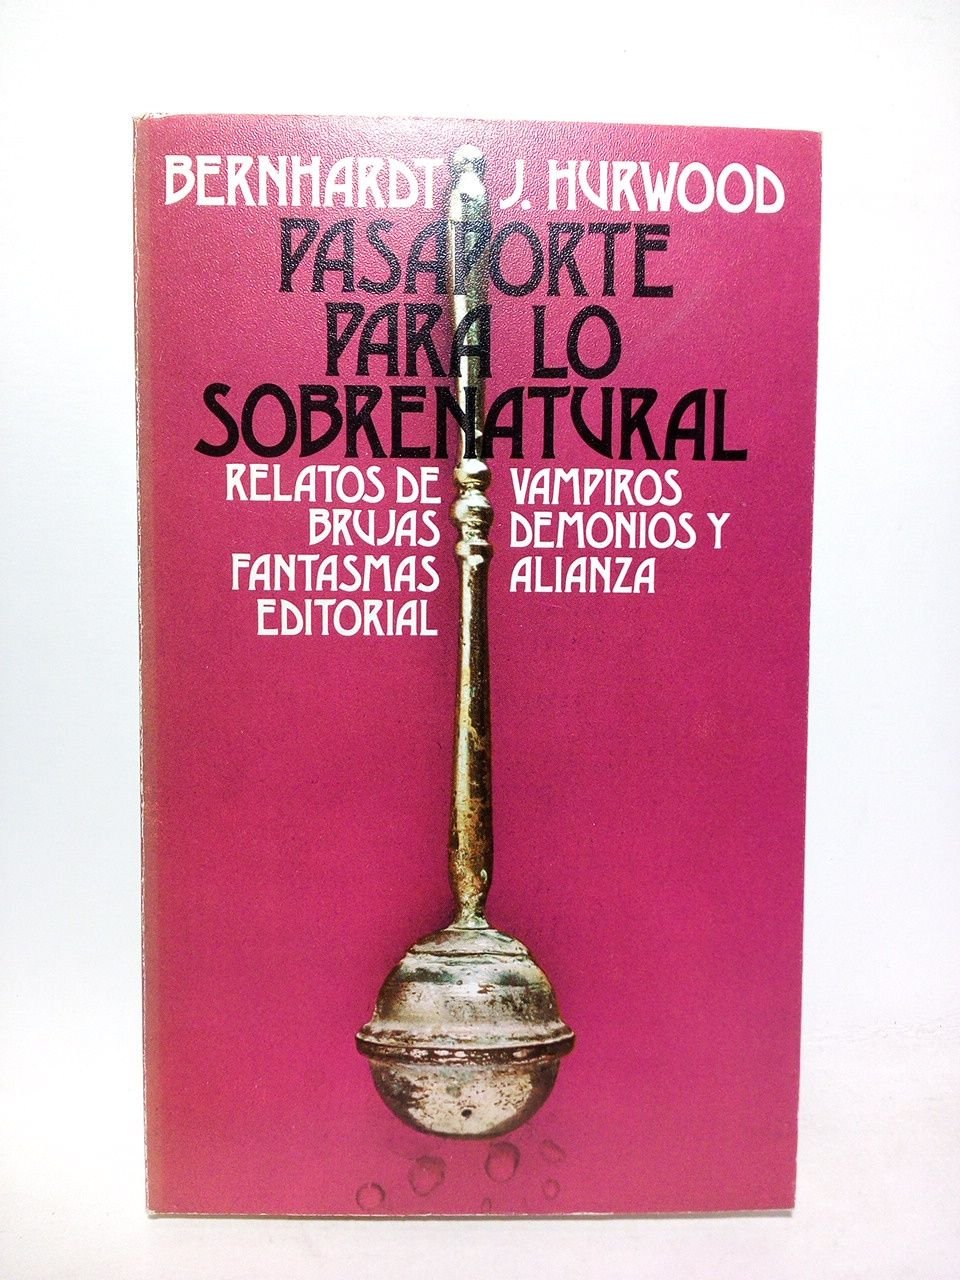 BERNHARDT J. HURWOOD
PASAPORTE
PARA LO
SOBRENATURAL
RELATOS DE VAMPIROS
BRUJAS DEMONIOS Y
FANTASMAS ALIANZA
EDITORIAL